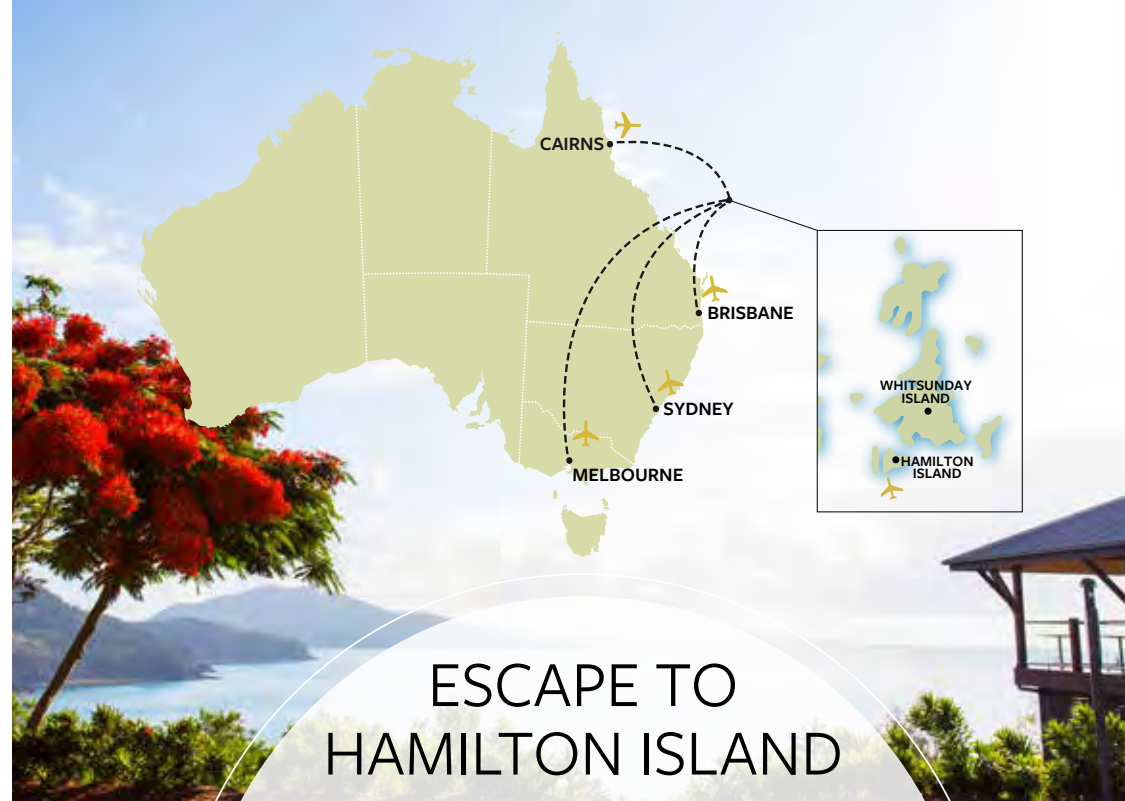 CAIRNS
BRISBANE
WHITSUNDAY
ISLAND
SYDNEY
HAMILTON
ISLAND
MELBOURNE
ESCAPE TO
HAMILTON ISLAND